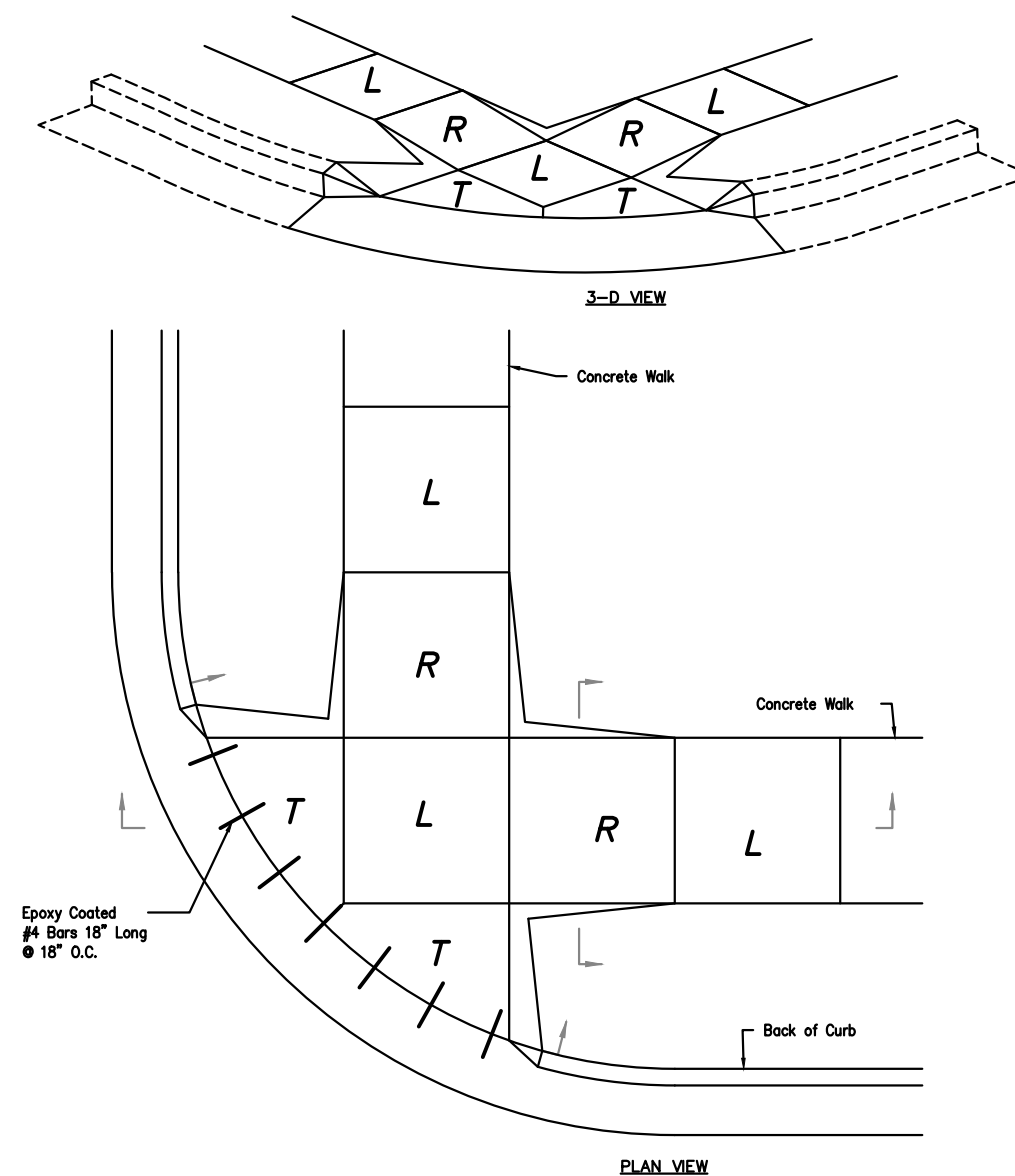 L
L
R
R
L
T
T
3-D VIEW
Concrete Walk
L
R
Concrete Walk
T
L
R
L
Epoxy Coated
#4 Bars 18" Long
@ 18" O.C.
T
Back of Curb
PLAN VIEW